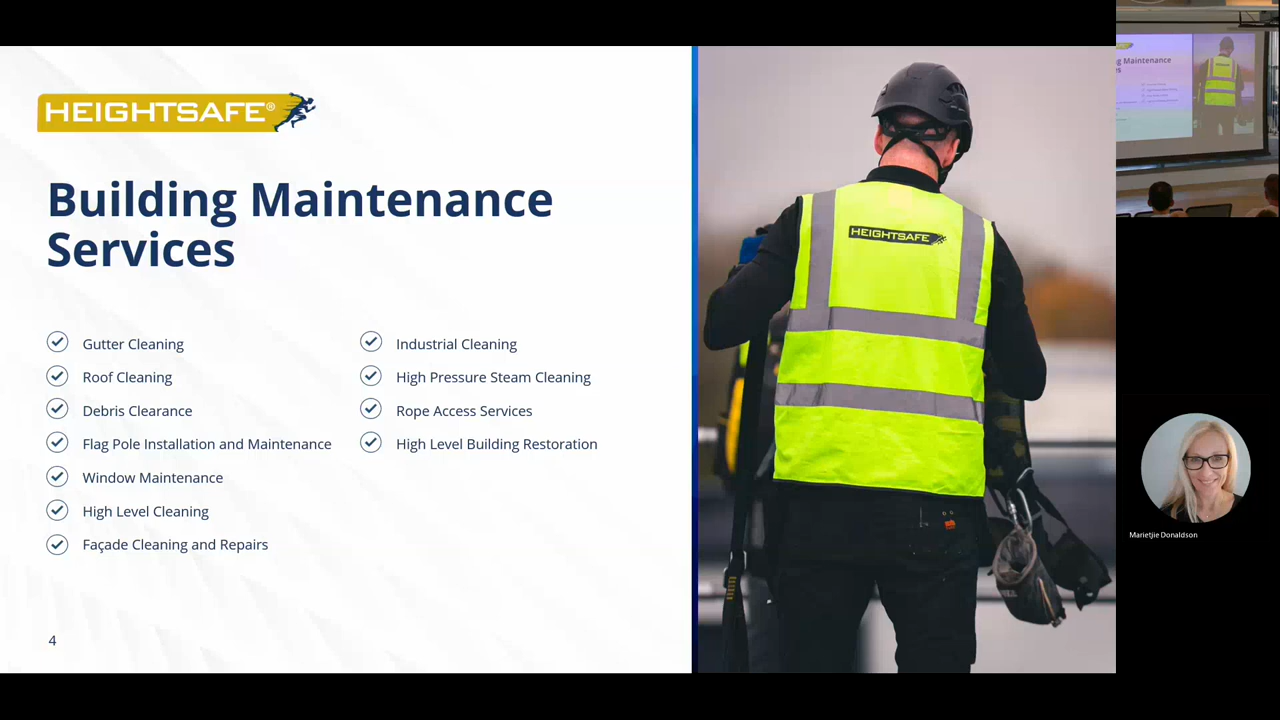 HEIGHTSAFE®
Building Maintenance
Services
Gutter Cleaning
Roof Cleaning
Debris Clearance
Flag Pole Installation and Maintenance
Window Maintenance
High Level Cleaning
Façade Cleaning and Repairs
Industrial Cleaning
High Pressure Steam Cleaning
Rope Access Services
High Level Building Restoration
4
HEIGHTSAFE
Maintenance
Marietjie Donaldson